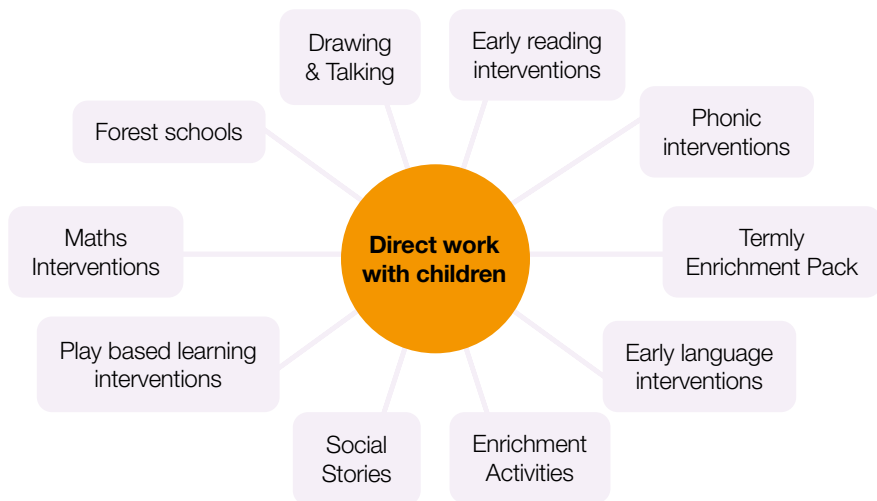 Drawing
& Talking
Early reading
interventions
Forest schools
Phonic
interventions
Maths
Interventions
Direct work
with children
Termly
Enrichment Pack
Play based learning
interventions
Early language
interventions
Social
Stories
Enrichment
Activities